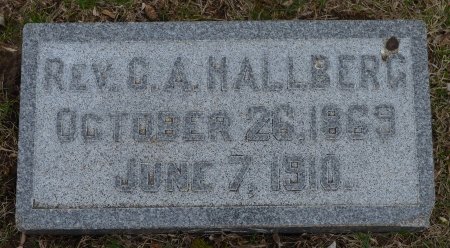 REV. C. A. HALLBERG
OCTOBER 26, 1869
JUNE 7, 1910.